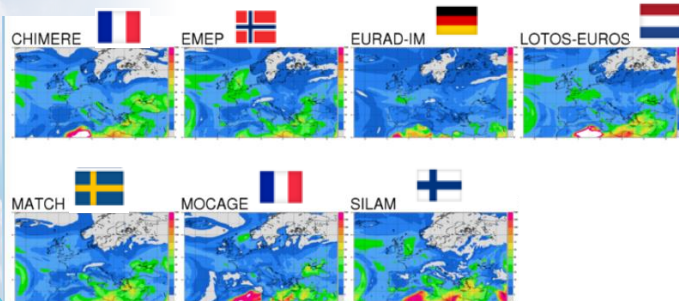 CHIMERE
EMEP
EURAD-IM
LOTOS-EUROS
MATCH
MOCAGE
SILAM